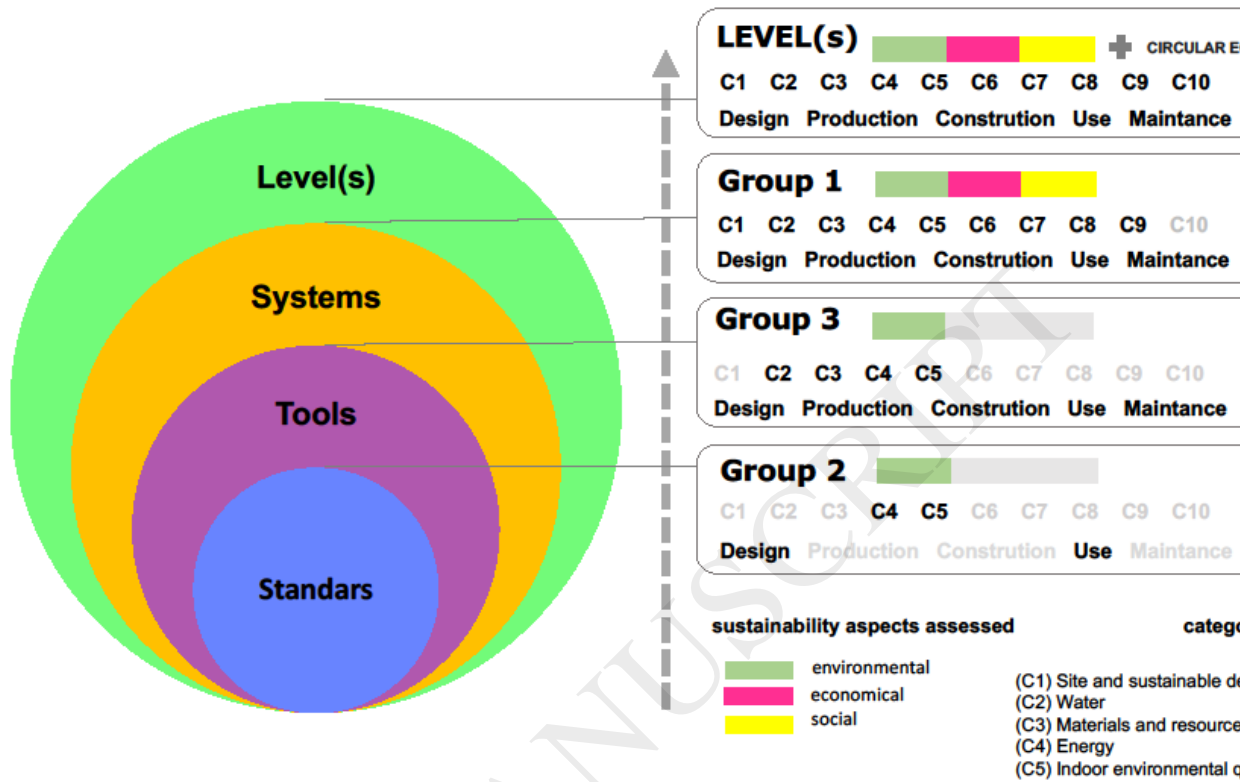 Level(s)
Systems
Tools
Standars
LEVEL(s) CIRCULAR
C1 C2 C3 C4 C5 C6 C7 C8 C9 C10
Design Production Constrution Use Maintance
Group 1
C1 C2 C3 C4 C5 C6 C7 C8 C9 C10
Design Production Constrution Use Maintance
Group 3
C1 C2 C3 C4 C5 C6 C7 C8 C9 C10
Design Production Constrution Use Maintance
Group 2
C1 C2 C3 C4 C5 C6 C7 C8 C9 C10
Design Production Constrution Use Maintance
sustainability aspects assessed
environmental
economical
social
(C1) Site and sustainable
(C2) Water
(C3) Materials and
(C4) Energy
(C5) Indoor environmental